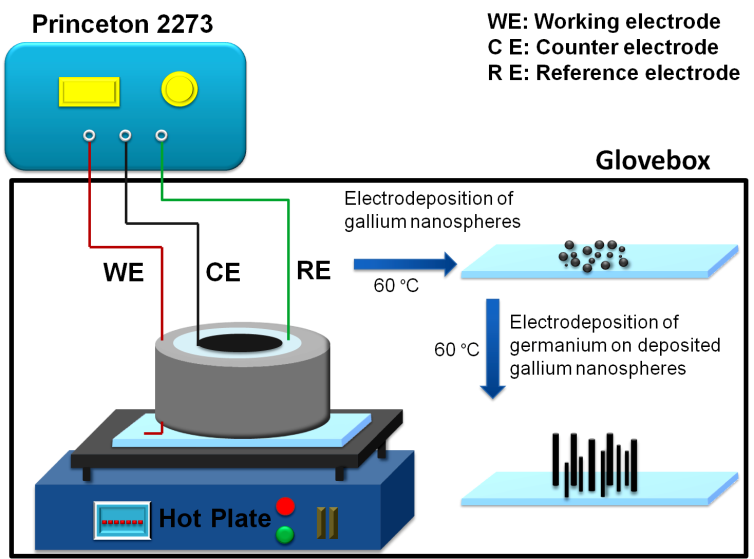 Princeton 2273
WE: Working electrode
C E: Counter electrode
R E: Reference electrode
Glovebox
Electrodeposition of
gallium nanospheres
WE
CE
RE
60 °C
60 °C
Electrodeposition of
germanium on deposited
gallium nanospheres
Hot Plate